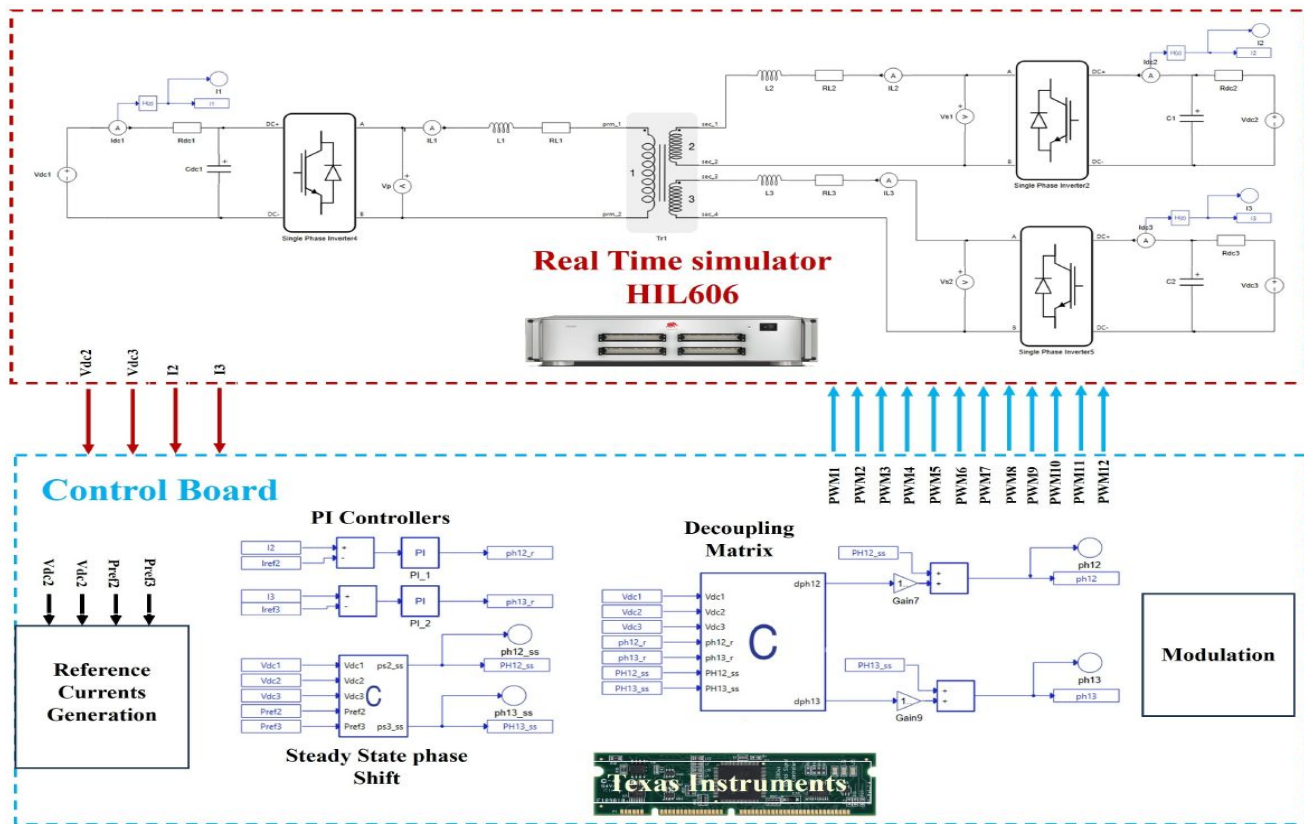 I1
I1
H(s)
A
Idc1
Rdc1
DC+
A
A
IL1
L1
RL1
prm_1
Vdc1
Cdc1
Vp
V
DC-
B
prm_2
Single Phase Inverter4
1
2
3
Tr1
sec_1
sec_2
sec_3
sec_4
L2
RL2
A
IL2
A
DC+
Vs1
V
B
DC-
Single Phase Inverter2
I2
I2
H(s)
Idc2
A
Rdc2
C1
Vdc2
L3
RL3
A
IL3
A
DC+
Vs2
V
B
DC-
Single Phase Inverter5
I3
I3
H(s)
Idc3
A
Rdc3
C2
Vdc3
Real Time simulator
HIL606
Vdc2
Vdc3
I2
I3
PWM1
PWM2
PWM3
PWM4
PWM5
PWM6
PWM7
PWM8
PWM9
PWM10
PWM11
PWM12
Control Board
Vdc2
Vdc2
Pref2
Pref3
Reference
Currents
Generation
PI Controllers
I2
Iref2
PI
PI_1
ph12_r
I3
Iref3
PI
PI_2
ph13_r
Vdc1
Vdc2
Vdc3
Pref2
Pref3
Vdc1
Vdc2
Vdc3
Pref2
Pref3
C
ps2_ss
ps3_ss
ph12_ss
PH12_ss
ph13_ss
PH13_ss
Steady State phase
Shift
Decoupling
Matrix
Vdc1
Vdc2
Vdc3
ph12_r
ph13_r
PH12_ss
PH13_ss
Vdc1
Vdc2
Vdc3
ph12_r
ph13_r
PH12_ss
PH13_ss
C
dph12
dph13
PH12_ss
1..
Gain7
ph12
ph12
PH13_ss
1..
Gain9
ph13
ph13
Modulation
Texas Instruments